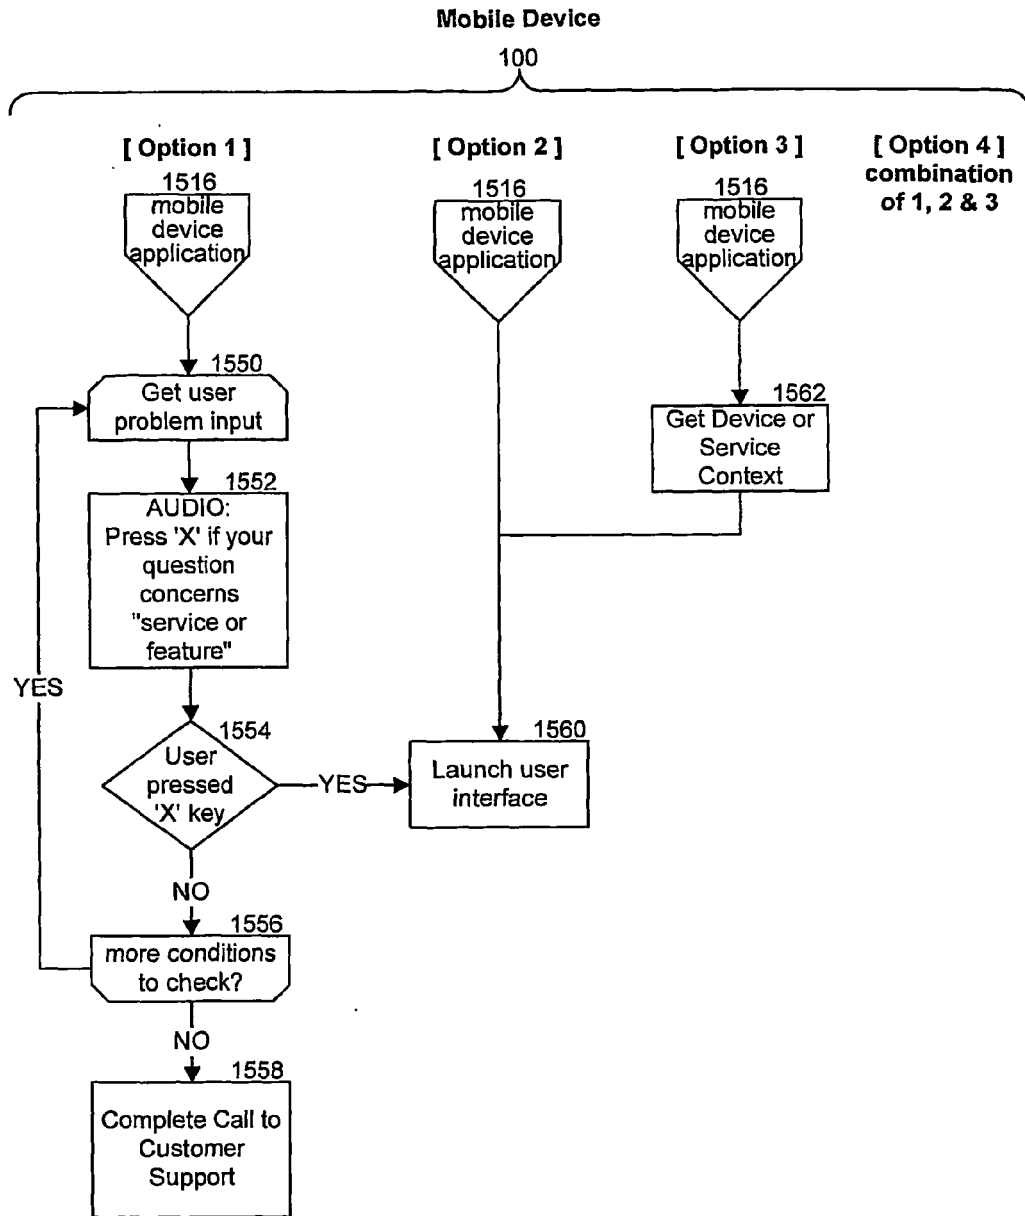 Mobile Device
100
[ Option 1 ]
1516
mobile
device
application
1550
Get user
problem input
1552
AUDIO:
Press 'X' if your
question
concerns
"service or
feature"
YES
1554
User
pressed
'X' key
YES
NO
1556
more conditions
to check?
NO
1558
Complete Call to
Customer
Support
[ Option 2 ]
1516
mobile
device
application
1560
Launch user
interface
[ Option 3 ]
1516
mobile
device
application
1562
Get Device or
Service
Context
[ Option 4 ]
combination
of 1, 2 & 3